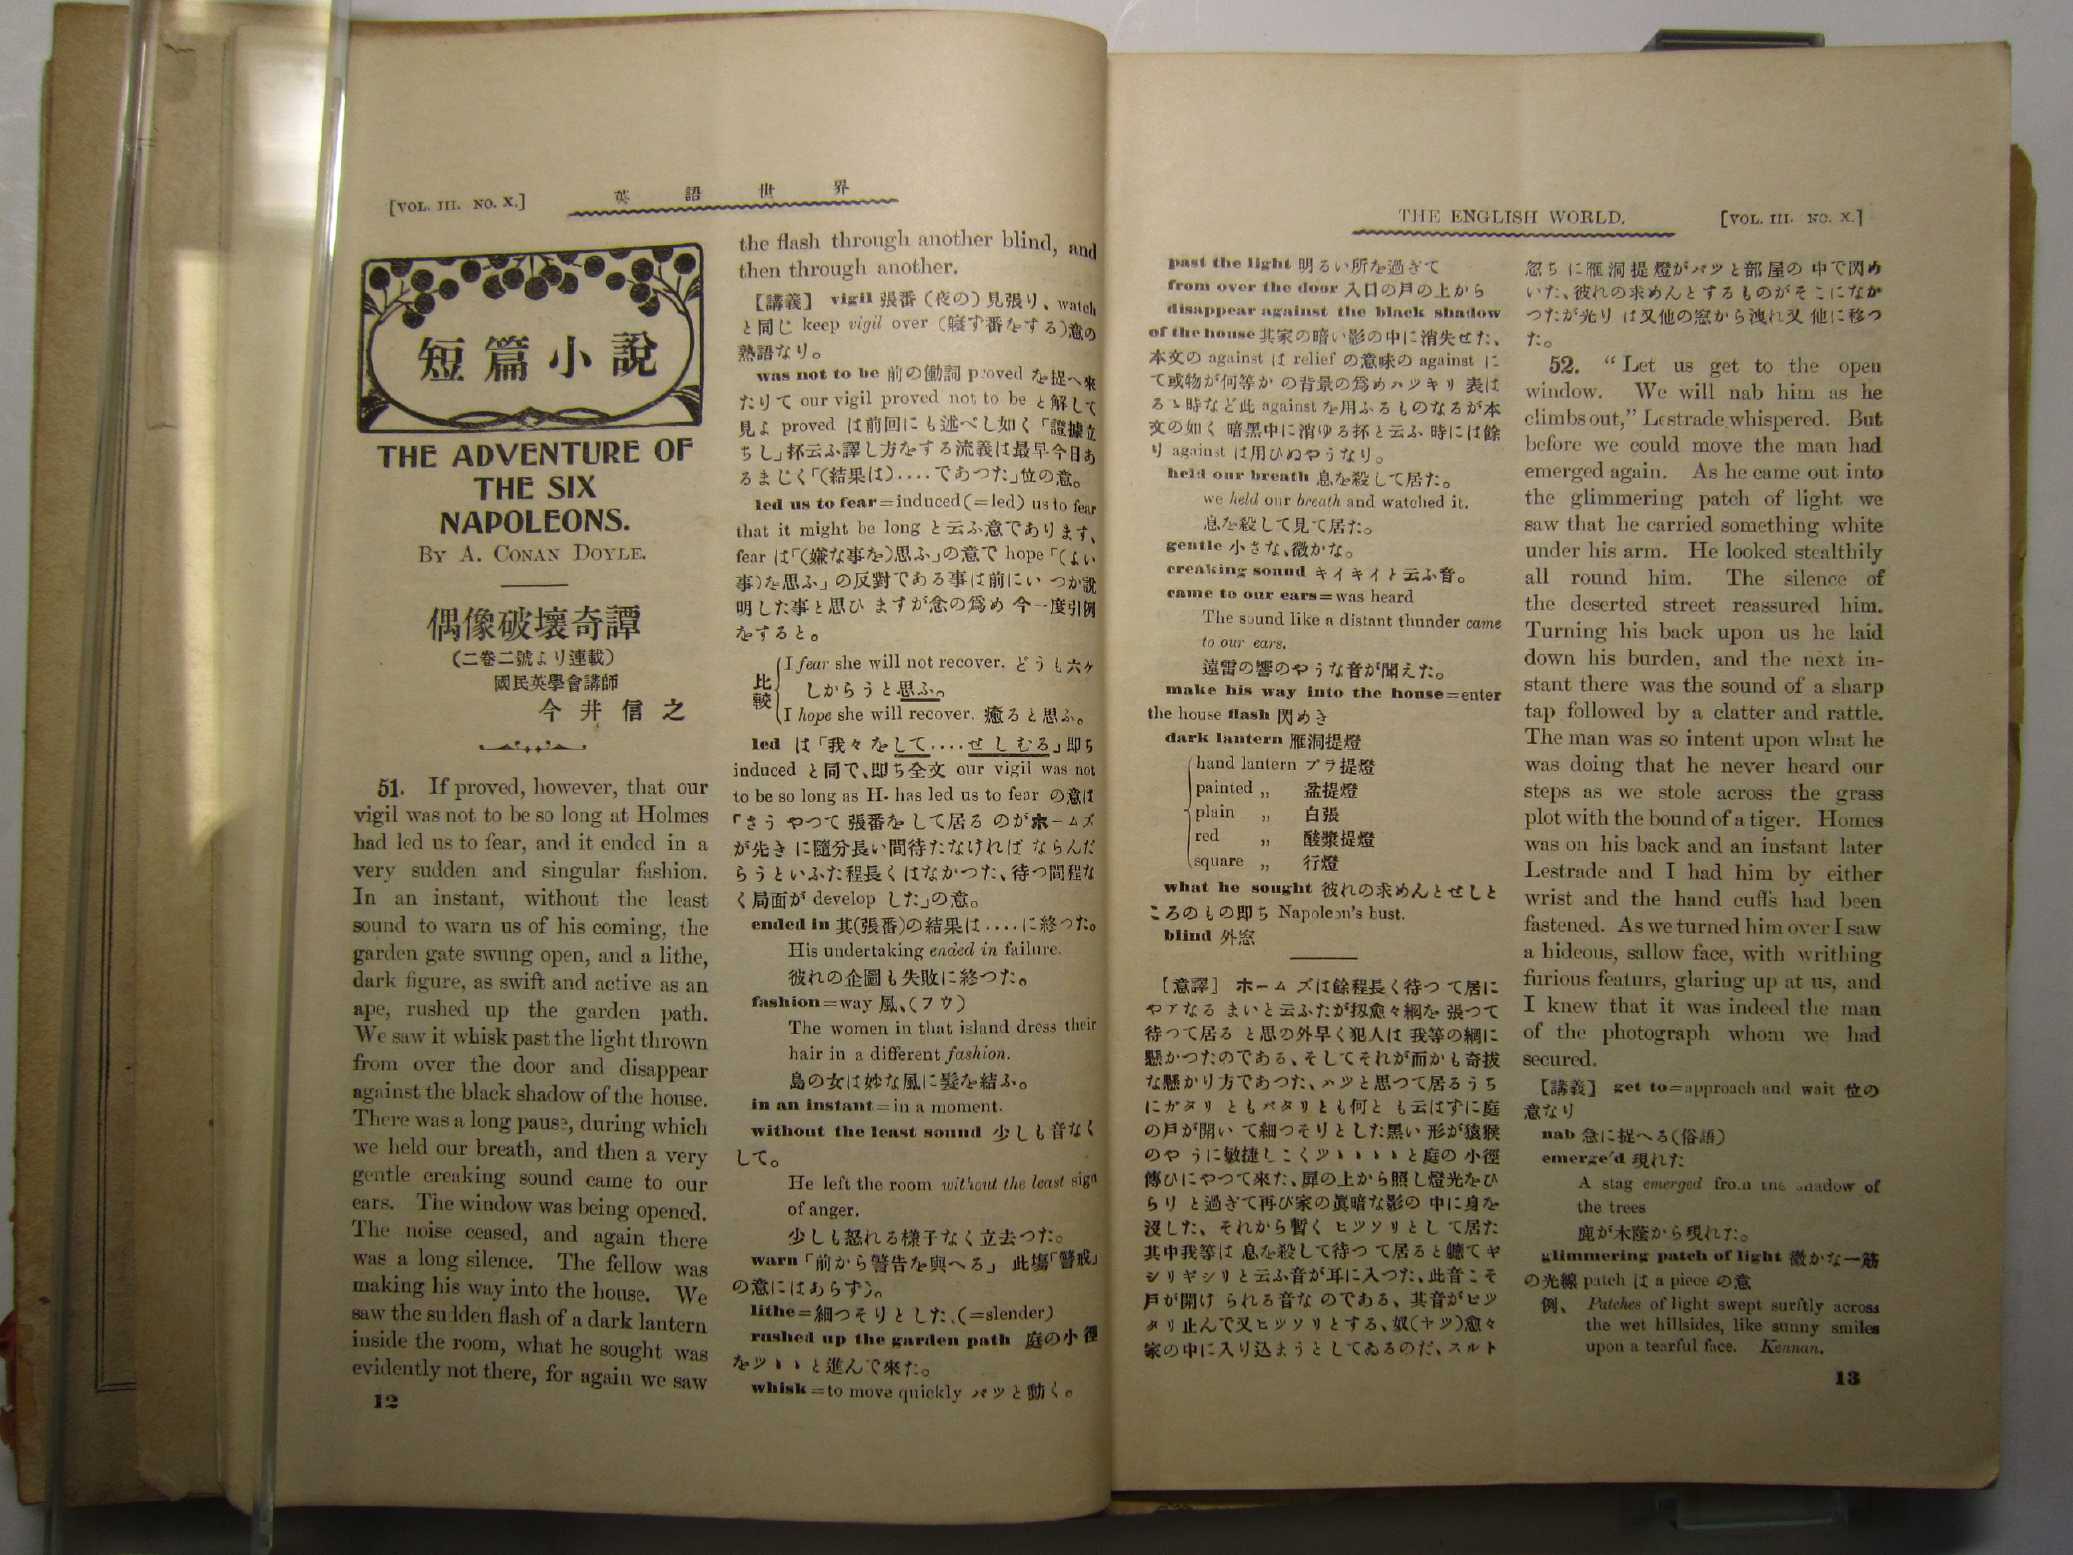 [VOL. III. NO. X.]
英語世界
短篇小說
THE ADVENTURE OF
THE SIX
NAPOLEONS.
BY A. CONAN DOYLE.
偶像破壞奇譚
(二卷二號より連載)
國民英學會講師
今井信之
51. If proved, however, that our
vigil was not to be so long at Holmes
had led us to fear, and it ended in a
very sudden and singular fashion.
In an instant, without the least
sound to warn us of his coming, the
garden gate swung open, and a lithe,
dark figure, as swift and active as an
ape, rushed up the garden path.
We saw it whisk past the light thrown
from over the door and disappear
against the black shadow of the house.
There was a long pause, during which
we held our breath, and then a very
gentle creaking sound came to our
ears. The window was being opened.
The noise ceased, and again there
was a long silence. The fellow was
making his way into the house. We
saw the sudden flash of a dark lantern
inside the room, what he sought was
evidently not there, for again we saw
12
the flash through another blind, and
then through another.
【講義】 vigil 張番(夜の)見張り、watch
と同じ keep vigil over (寢ず番をする)意の
熟語なり。
was not to be 前の働詞 proved を捉へ來
たりて our vigil proved not to be と解して
見よ proved は前回にも述べし如く「證據立
ちし」抔云ふ譯し方をする流義は最早今日あ
るまじく「(結果は)....であつた」位の意。
led us to fear=induced(=led) us to fear
that it might be long と云ふ意であります、
fear は「(嫌な事を)思ふ」の意で hope「(よい
事)を思ふ」の反對である事は前にいつか說
明した事と思ひますが念の爲め今一度引例
をすると。
比較
I fear she will not recover. どうも六ケ
しからうと思ふ。
I hope she will recover. 癒ると思ふ。
led は「我々をして....せしむる」即ち
induced と同で、即ち全文 our vigil was not
to be so long as H. has led us to fear の意は
「さうやつて張番をして居るのがホームズ
が先きに隨分長い間待たなければならんだ
らうといふた程長くはなかつた、待つ間程な
く局面が develop した」の意。
ended in 其(張番)の結果は....に終つた。
His undertaking ended in failure.
彼れの企圖も失敗に終つた。
fashion=way 風、(フウ)
The women in that island dress their
hair in a different fashion.
島の女は妙な風に髮を結ふ。
in an instant=in a moment.
without the least sound 少しも音なく
して。
He left the room without the least sign
of anger.
少しも怒れる樣子なく立去つた。
warn「前から警告を與へる」 此場「警戒」
の意にはあらず)。
lithe=細つそりとした、(=slender)
rushed up the garden path 庭の小徑
をツヽヽと進んで來た。
whisk=to move quickly パツと動く。
THE ENGLISH WORLD.
[VOL. III. NO. X.]
past the light 明るい所を過ぎて
from over the door 入口の戸の上から
disappear against the black shadow
of the house 其家の暗い影の中に消失せた、
本文の against は relief の意味の against に
て或物が何等かの背景の爲めハツキリ表は
るゝ時など此 against を用ふるものなるが本
文の如く暗黑中に消ゆる抔と云ふ時には餘
り against は用ひぬやうなり。
held our breath 息を殺して居た。
we held our breath and watched it.
息を殺して見て居た。
gentle 小さな、微かな。
creaking sound キイキイと云ふ音。
came to our ears=was heard
The sound like a distant thunder came
to our ears.
遠雷の響のやうな音が聞えた。
make his way into the house=enter
the house flash 閃めき
dark lantern 雁洞提燈
hand lantern ブラ提燈
painted „ 盆提燈
plain „ 白張
red „ 酸漿提燈
square „ 行燈
what he sought 彼れの求めんとせしと
ころのもの即ち Napoleon's bust.
blind 外窓
【意譯】 ホームズは餘程長く待つて居に
やアなるまいと云ふたが扨愈々網を張つて
待つて居ると思の外早く犯人は我等の網に
懸かつたのである、そしてそれが而かも奇拔
な懸かり方であつた、ハツと思つて居るうち
にガタリともバタリとも何とも云はずに庭
の戸が開いて細つそりとした黑い形が猿猴
のやうに敏捷しこくツヽヽヽと庭の小徑
傳ひにやつて來た、扉の上から照し燈光をひ
らりと過ぎて再び家の眞暗な影の中に身を
沒した、それから暫くヒツソリとして居た
其中我等は息を殺して待つて居ると軈てギ
シリギシリと云ふ音が耳に入つた、此音こそ
戸が開けられる音なのである、其音がピツ
タリ止んで又ヒツソリとする、奴(ヤツ)愈々
家の中に入り込まうとしてゐるのだ、スルト
忽ちに雁洞提燈がパツと部屋の中で閃め
いた、彼れの求めんとするものがそこになか
つたが光りは又他の窓から洩れ又他に移つ
た。
52. "Let us get to the open
window. We will nab him as he
climbs out," Lestrade whispered. But
before we could move the man had
emerged again. As he came out into
the glimmering patch of light we
saw that he carried something white
under his arm. He looked stealthily
all round him. The silence of
the deserted street reassured him.
Turning his back upon us he laid
down his burden, and the next in-
stant there was the sound of a sharp
tap followed by a clatter and rattle.
The man was so intent upon what he
was doing that he never heard our
steps as we stole across the grass
plot with the bound of a tiger. Homes
was on his back and an instant later
Lestrade and I had him by either
wrist and the hand cuffs had been
fastened. As we turned him over I saw
a hideous, sallow face, with writhing
furious featurs, glaring up at us, and
I knew that it was indeed the man
of the photograph whom we had
secured.
【講義】 get to=approach and wait 位の
意なり
nab 急に捉へる(俗語)
emerge'd 現れた
A stag emerged from the shadow of
the trees
鹿が木蔭から現れた。
glimmering patch of light 微かな一筋
の光線 patch は a piece の意
例、 Patches of light swept surftly across
the wet hillsides, like sunny smiles
upon a tearful face. Kennan.
13